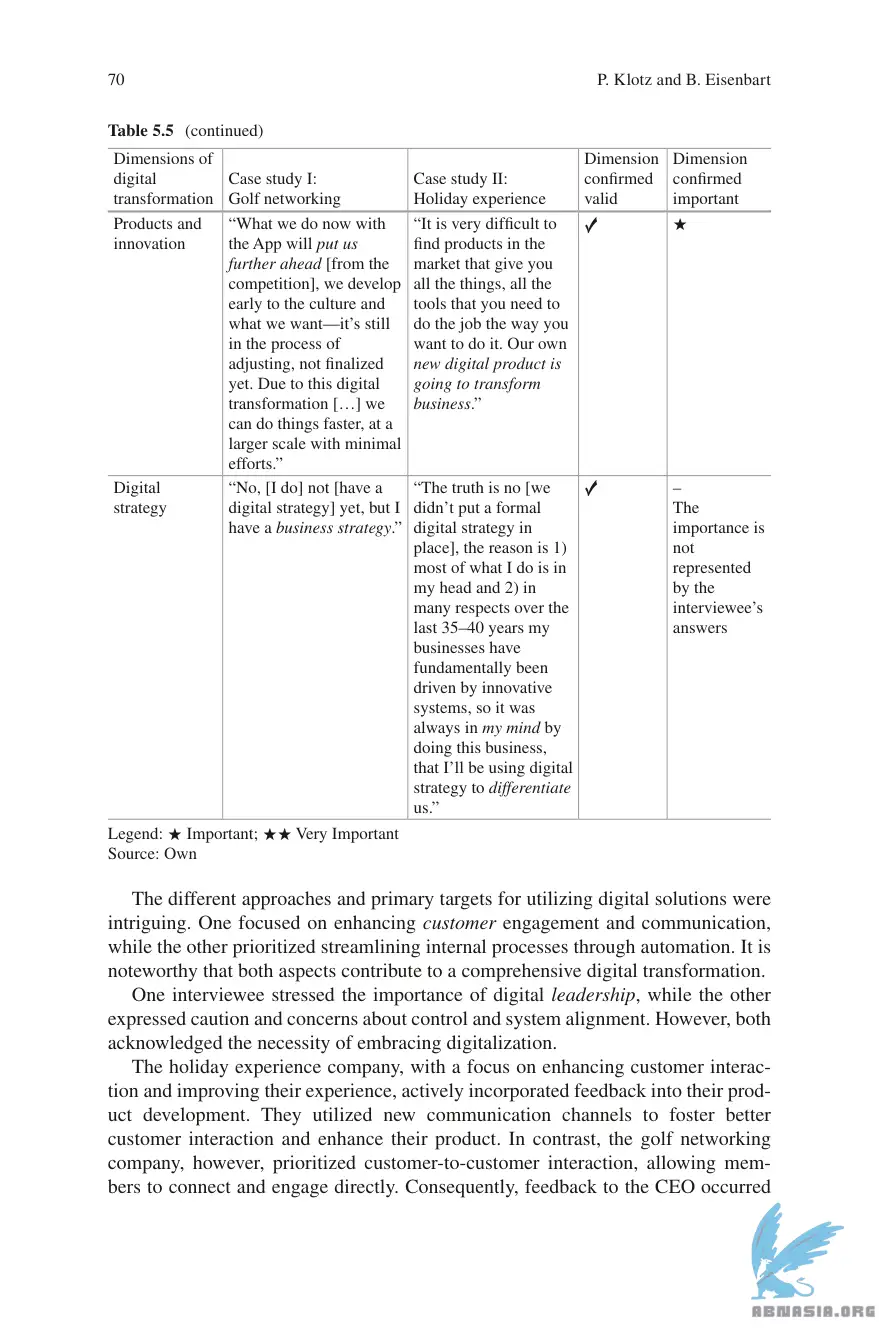 70
P. Klotz and B. Eisenbart
Table 5.5 (continued)
Dimensions of
digital
transformation
Case study I:
Golf networking
Case study II:
Holiday experience
Dimension
confirmed
valid
Dimension
confirmed
important
Products and
innovation
“What we do now with
the App will put us
further ahead [from the
competition], we develop
early to the culture and
what we want—it’s still
in the process of
adjusting, not finalized
yet. Due to this digital
transformation […] we
can do things faster, at a
larger scale with minimal
efforts.”
“It is very difficult to
find products in the
market that give you
all the things, all the
tools that you need to
do the job the way you
want to do it. Our own
new digital product is
going to transform
business.”
✓
★
Digital
strategy
“No, [I do] not [have a
digital strategy] yet, but I
have a business strategy.”
“The truth is no [we
didn’t put a formal
digital strategy in
place], the reason is 1)
most of what I do is in
my head and 2) in
many respects over the
last 35–40 years my
businesses have
fundamentally been
driven by innovative
systems, so it was
always in my mind by
doing this business,
that I’ll be using digital
strategy to differentiate
us.”
✓
–
The
importance is
not
represented
by the
interviewee’s
answers
Legend: ★ Important; ★★ Very Important
Source: Own
The different approaches and primary targets for utilizing digital solutions were
intriguing. One focused on enhancing customer engagement and communication,
while the other prioritized streamlining internal processes through automation. It is
noteworthy that both aspects contribute to a comprehensive digital transformation.
One interviewee stressed the importance of digital leadership, while the other
expressed caution and concerns about control and system alignment. However, both
acknowledged the necessity of embracing digitalization.
The holiday experience company, with a focus on enhancing customer interac-
tion and improving their experience, actively incorporated feedback into their prod-
uct development. They utilized new communication channels to foster better
customer interaction and enhance their product. In contrast, the golf networking
company, however, prioritized customer-to-customer interaction, allowing mem-
bers to connect and engage directly. Consequently, feedback to the CEO occurred
ABNASIA.ORG